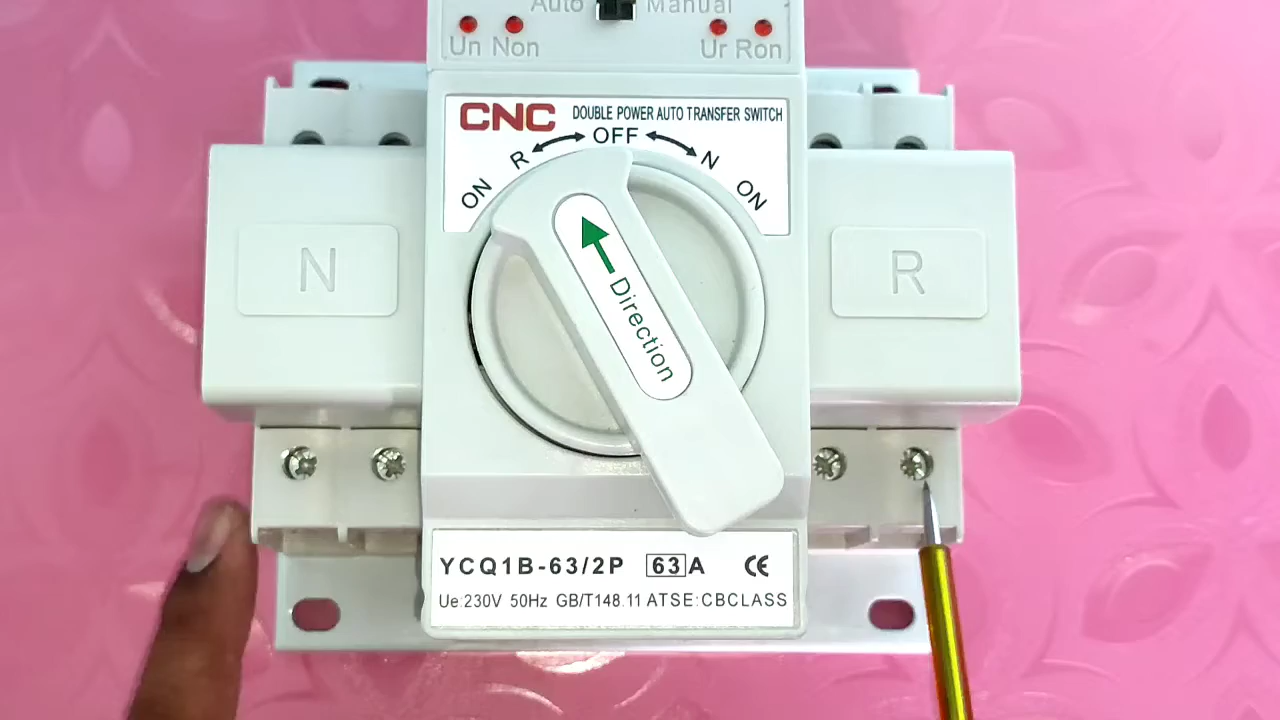 Auto Manual
Un Non Ur Ron
CNC DOUBLE POWER AUTO TRANSFER SWITCH
ON R OFF N ON
N
Direction
R
YCQ1B-63/2P 63 A CE
Ue:230V 50Hz GB/T148.11 ATSE:CBCLASS